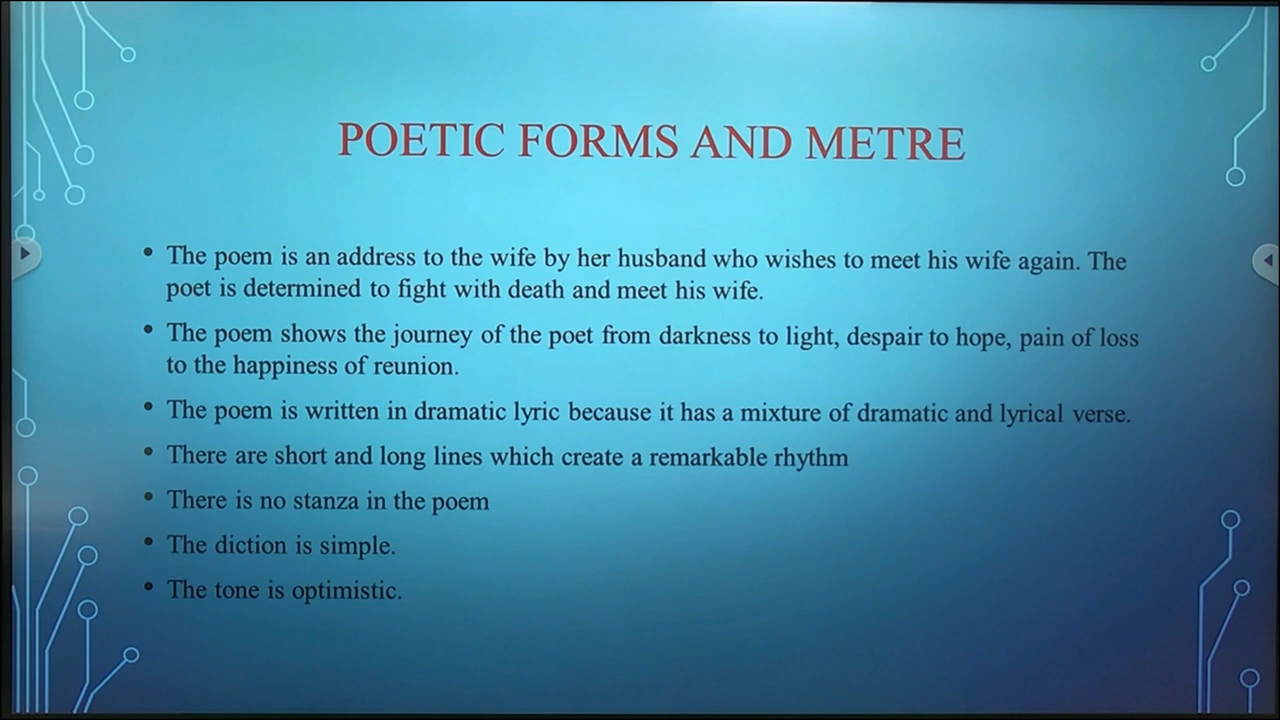 POETIC FORMS AND METRE
• The poem is an address to the wife by her husband who wishes to meet his wife again. The
poet is determined to fight with death and meet his wife.
• The poem shows the journey of the poet from darkness to light, despair to hope, pain of loss
to the happiness of reunion.
• The poem is written in dramatic lyric because it has a mixture of dramatic and lyrical verse.
• There are short and long lines which create a remarkable rhythm
• There is no stanza in the poem
• The diction is simple.
• The tone is optimistic.